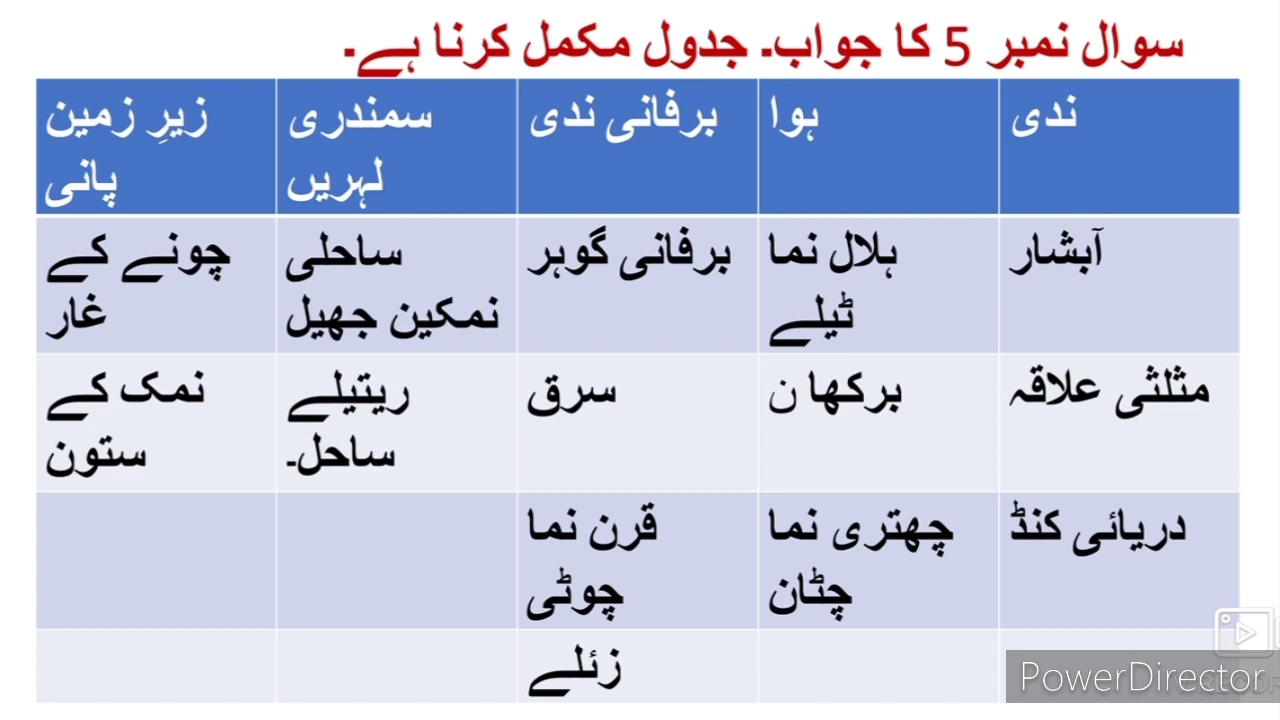 سوال نمبر 5 کا جواب۔ جدول مکمل کرنا ہے۔
ندی
ہوا
برفانی ندی
سمندری
لہریں
زیرِ زمین
پانی
آبشار
ہلال نما
ٹیلے
برفانی گوہر
ساحلی
نمکین جھیل
چونے کے
غار
مثلثی علاقہ
برکھا ن
سرق
ریتیلے
ساحل۔
نمک کے
ستون
دریائی کنڈ
چھتری نما
چٹان
قرن نما
چوٹی
زئلے
PowerDirector